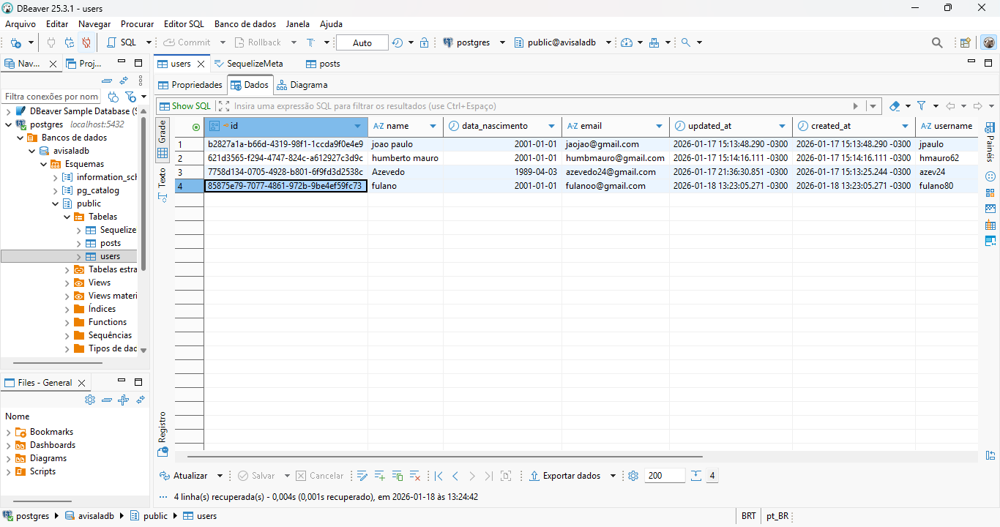 DBeaver 25.3.1 - users
Arquivo Editar Navegar Procurar Editor SQL Banco de dados Janela Ajuda
SQL Commit Rollback T Auto postgres public@avisaladb
Nav... Proj... users SequelizeMeta posts
Propriedades Dados Diagrama
Filtra conexões por nom
Show SQL Insira uma expressão SQL para filtrar os resultados (use Ctrl+Espaço)
DBeaver Sample Database (S
postgres localhost:5432
Bancos de dados
avisaladb
Esquemas
information_sch
pg_catalog
public
Tabelas
Sequelize
posts
users
Tabelas estra
Views
Views materi
Índices
Functions
Sequências
Tipos de dad
Grade
Texto
Registro
id A-Z name data_nascimento A-Z email updated_at created_at A-Z username
1 b2827a1a-b66d-4319-98f1-1ccda9f0e4e9 joao paulo 2001-01-01 jaojao@gmail.com 2026-01-17 15:13:48.290 -0300 2026-01-17 15:13:48.290 -0300 jpaulo
2 621d3565-f294-4747-824c-a612927c3d9c humberto mauro 2001-01-01 humbmauro@gmail.com 2026-01-17 15:14:16.111 -0300 2026-01-17 15:14:16.111 -0300 hmauro62
3 7758d134-0705-4928-b801-6f9fd3d2538c Azevedo 1989-04-03 azevedo24@gmail.com 2026-01-17 21:36:30.851 -0300 2026-01-17 15:13:25.244 -0300 azev24
4 85875e79-7077-4861-972b-9be4ef59fc73 fulano 2001-01-01 fulanoo@gmail.com 2026-01-18 13:23:05.271 -0300 2026-01-18 13:23:05.271 -0300 fulano80
Painéis
Files - General
Nome
Bookmarks
Dashboards
Diagrams
Scripts
Atualizar Salvar Cancelar Exportar dados 200 4
4 linha(s) recuperada(s) - 0,004s (0,001s recuperado), em 2026-01-18 às 13:24:42
postgres avisaladb public users BRT pt_BR